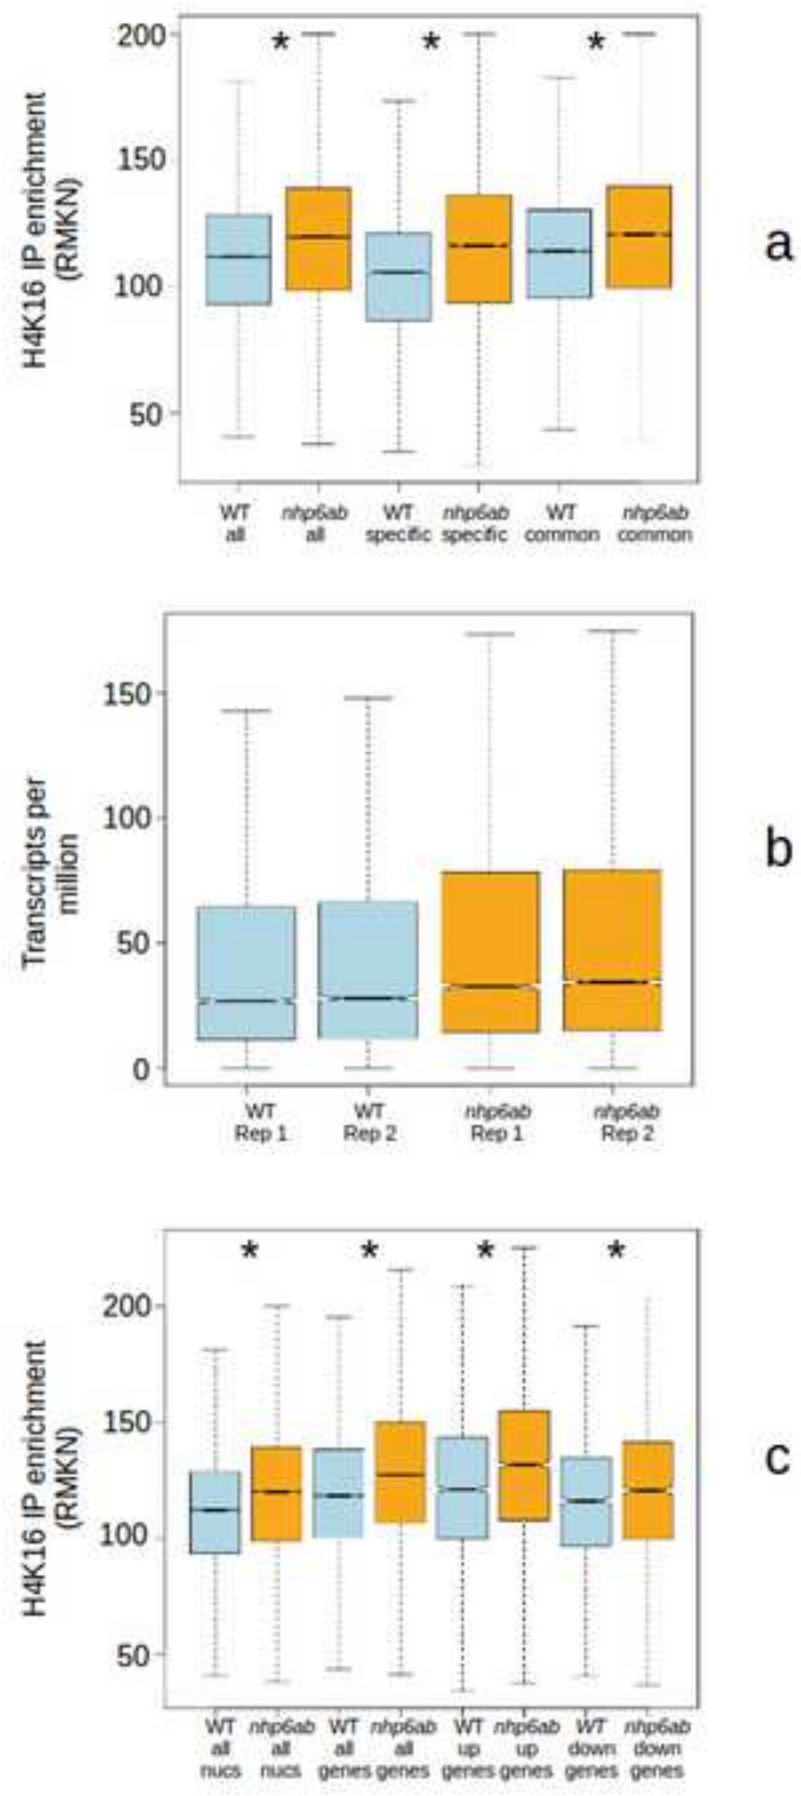 200
150
100
50
H4K16 IP enrichment
(RMKN)
* * *
a
WT nhp6ab WT nhp6ab WT nhp6ab
all all specific specific common common
150
100
50
0
Transcripts per
million
b
WT WT nhp6ab nhp6ab
Rep 1 Rep 2 Rep 1 Rep 2
200
150
100
50
H4K16 IP enrichment
(RMKN)
* * * *
c
WT nhp6ab WT nhp6ab WT nhp6ab WT nhp6ab
all all all all up up down down
nucs nucs genes genes genes genes genes genes